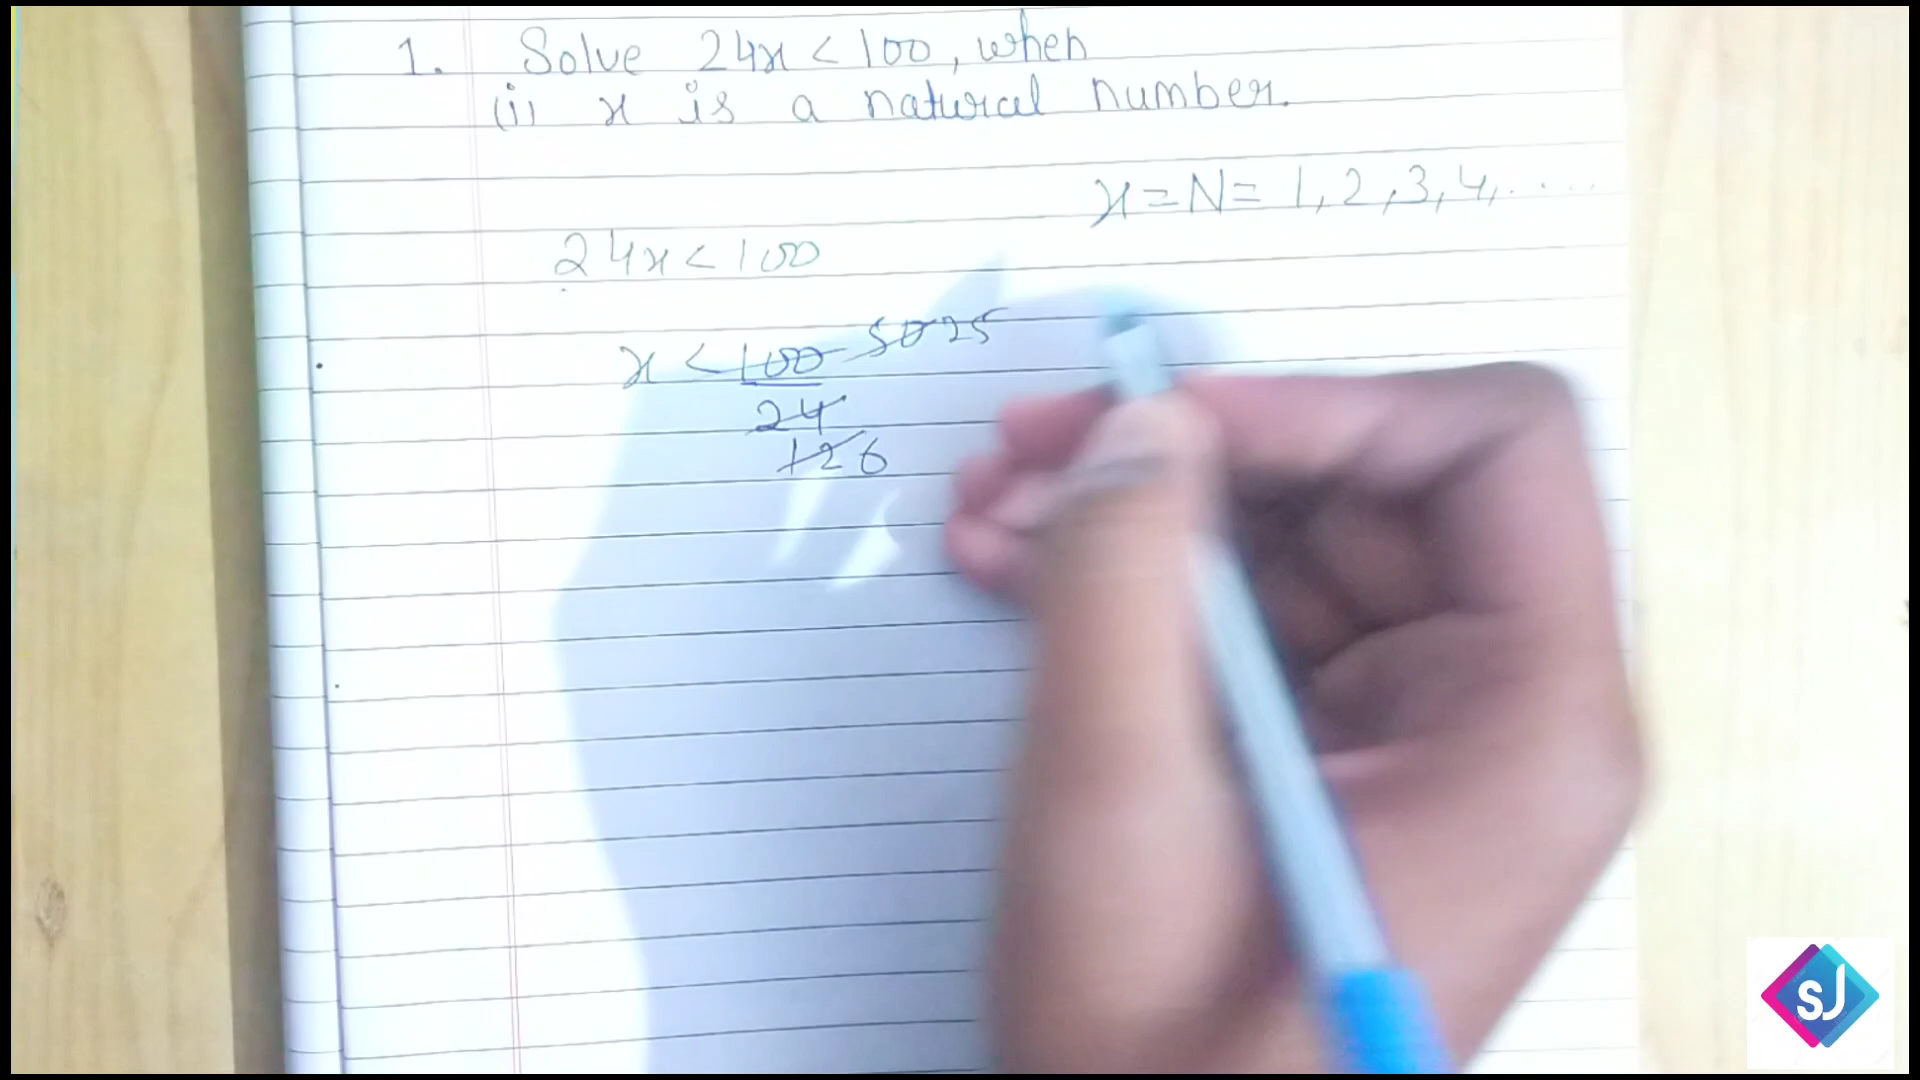 1. Solve 24x < 100, when
(i) x is a natural number.
x = N = 1, 2, 3, 4, .....
24x < 100
x < 100 50 25
24
12 6
SJ